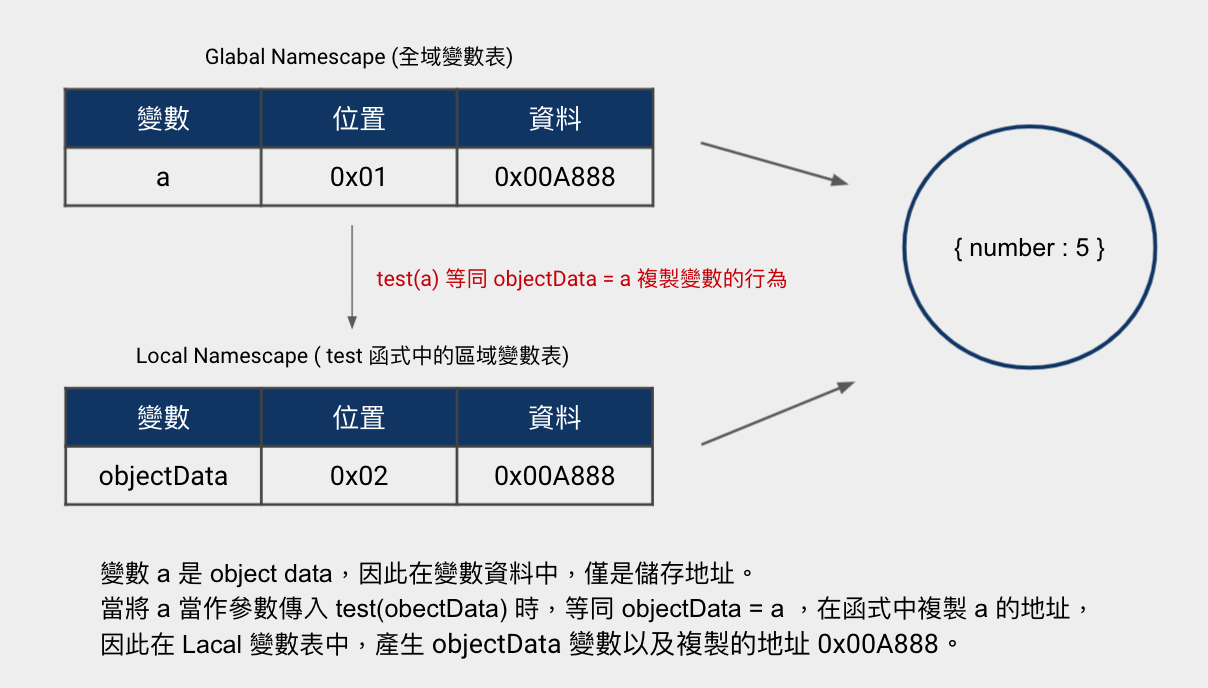 Glabal Namescape (全域變數表)
變數 位置 資料
a 0x01 0x00A888
{ number : 5 }
test(a) 等同 objectData = a 複製變數的行為
Local Namescape ( test 函式中的區域變數表)
變數 位置 資料
objectData 0x02 0x00A888
變數 a 是 object data，因此在變數資料中，僅是儲存地址。
當將 a 當作參數傳入 test(obectData) 時，等同 objectData = a ，在函式中複製 a 的地址，
因此在 Lacal 變數表中，產生 objectData 變數以及複製的地址 0x00A888。